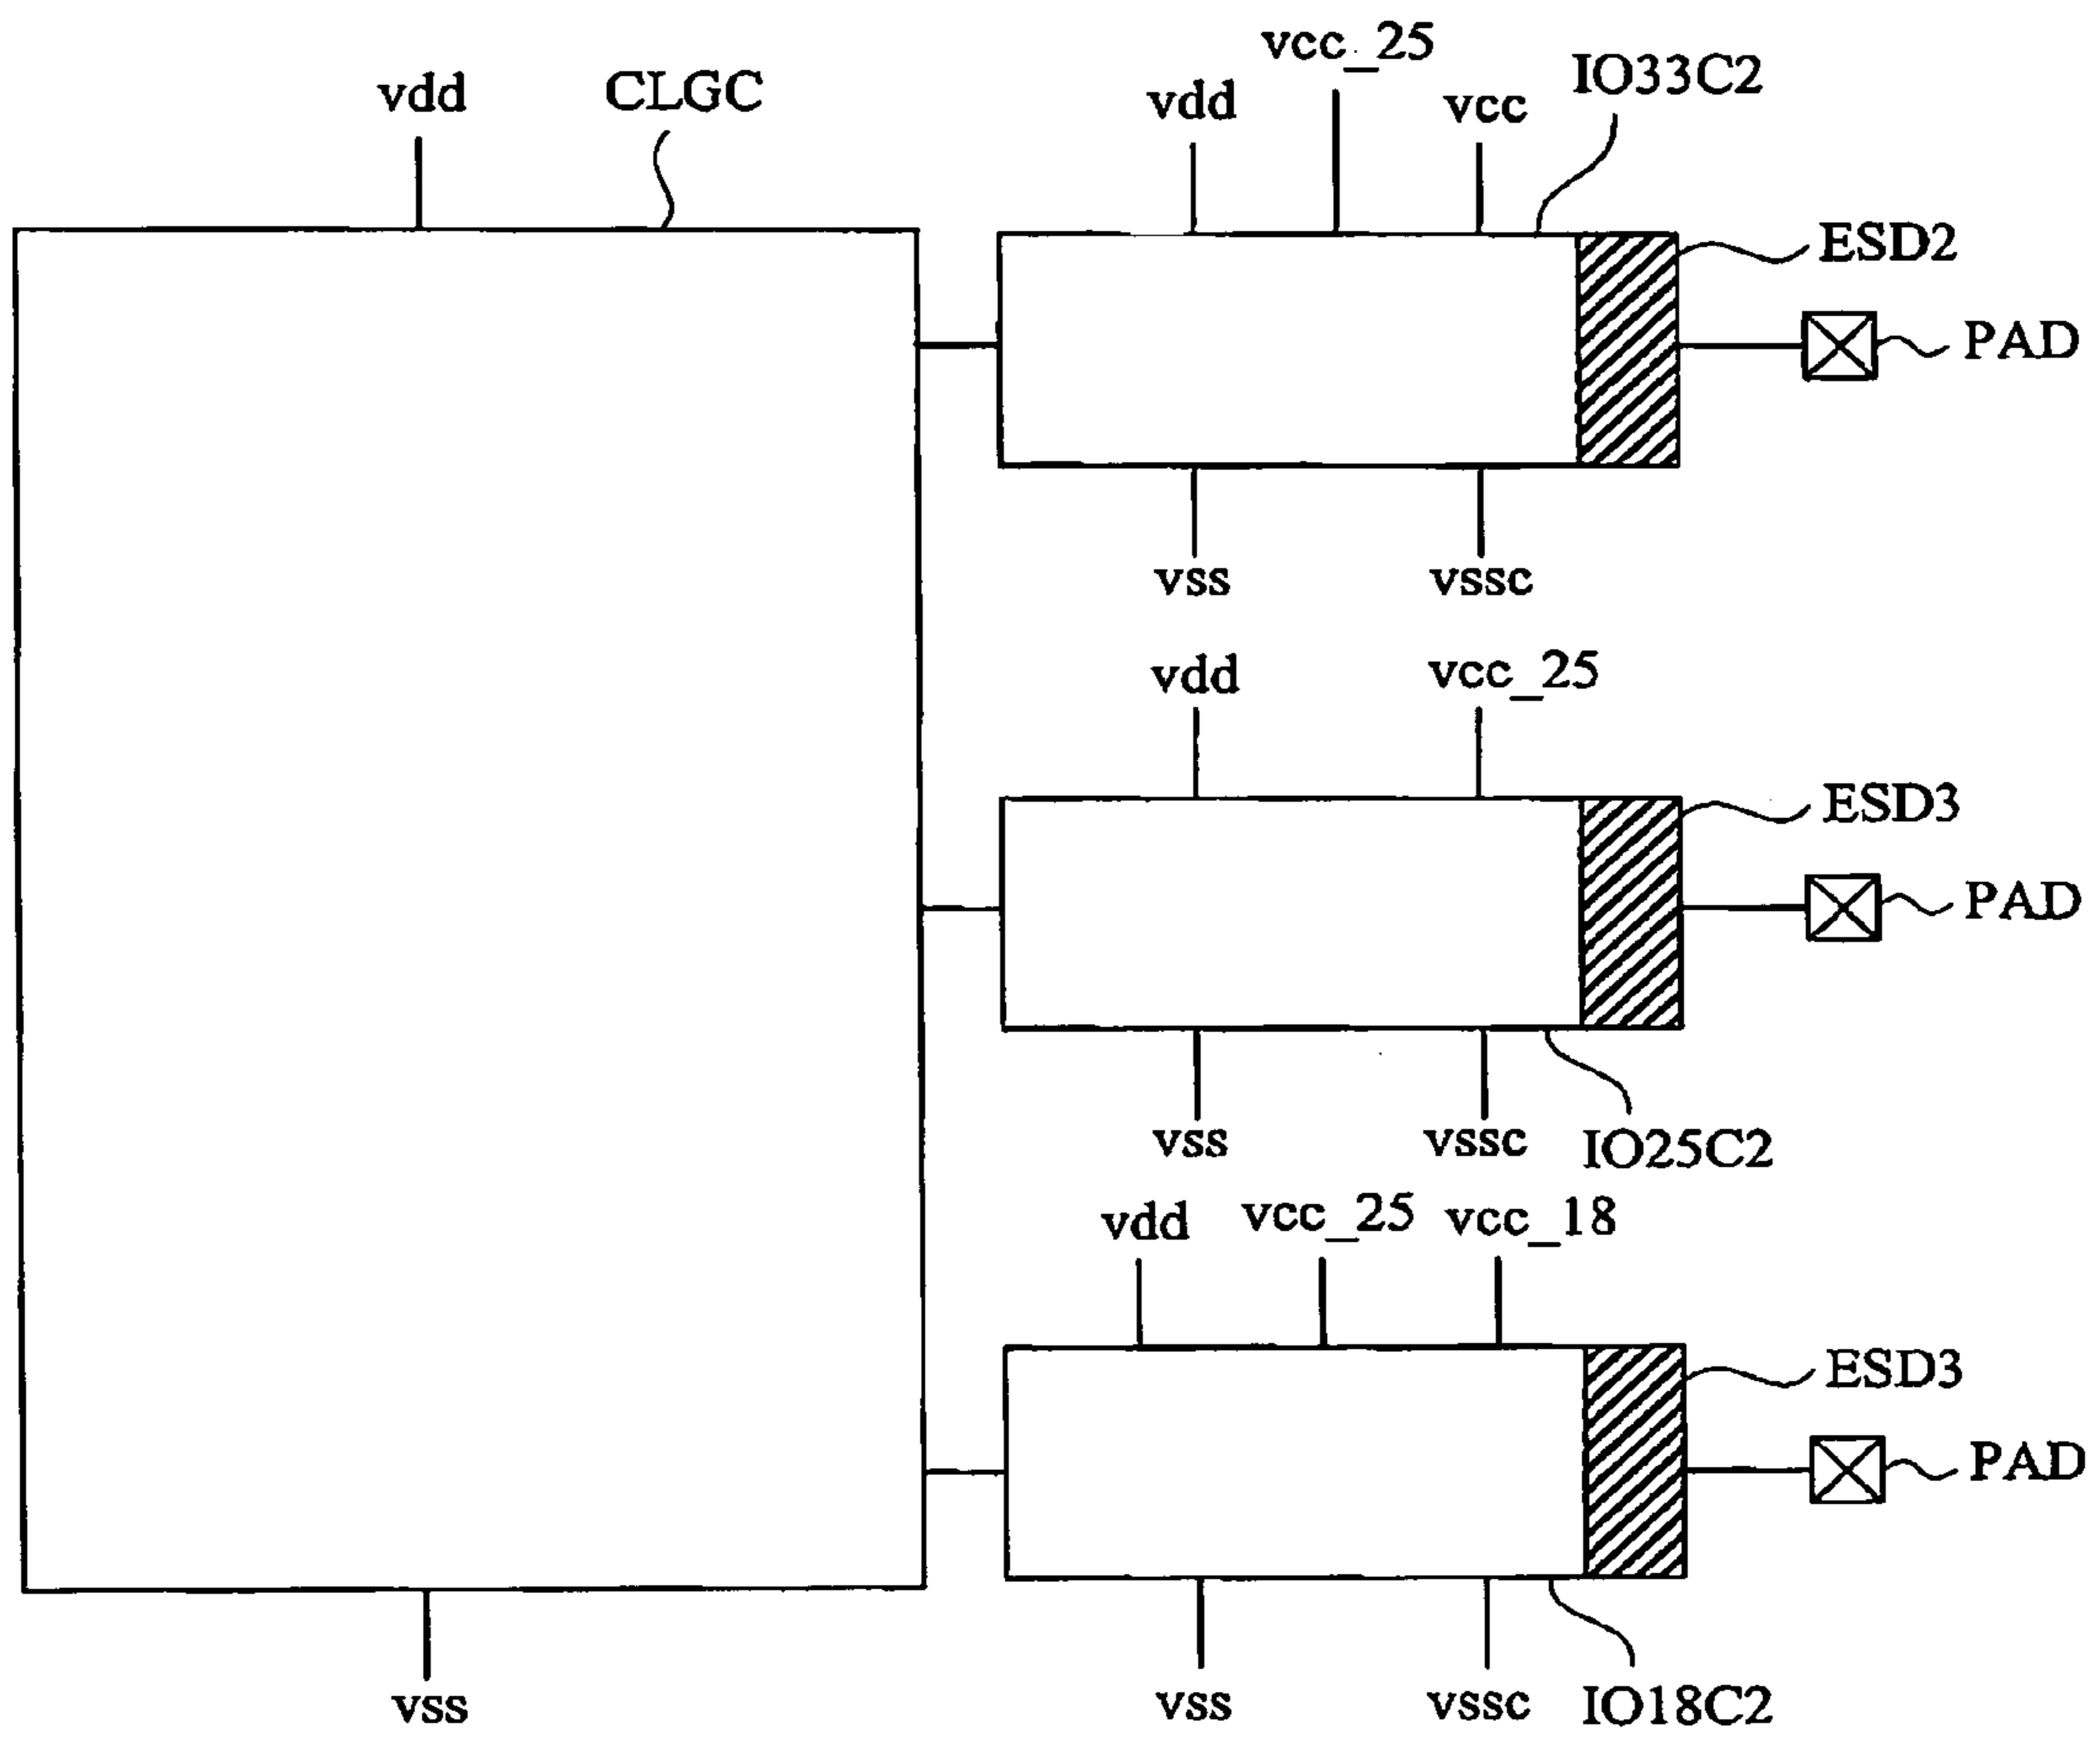 vcc_25
vdd CLGC vdd vcc IO33C2
ESD2
PAD
vss vssc
vdd vcc_25
ESD3
PAD
vss vssc IO25C2
vdd vcc_25 vcc_18
ESD3
PAD
vss vss vssc IO18C2